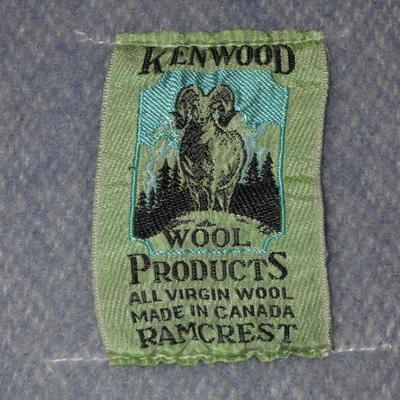 KENWOOD
WOOL
PRODUCTS
ALL VIRGIN WOOL
MADE IN CANADA
RAMCREST